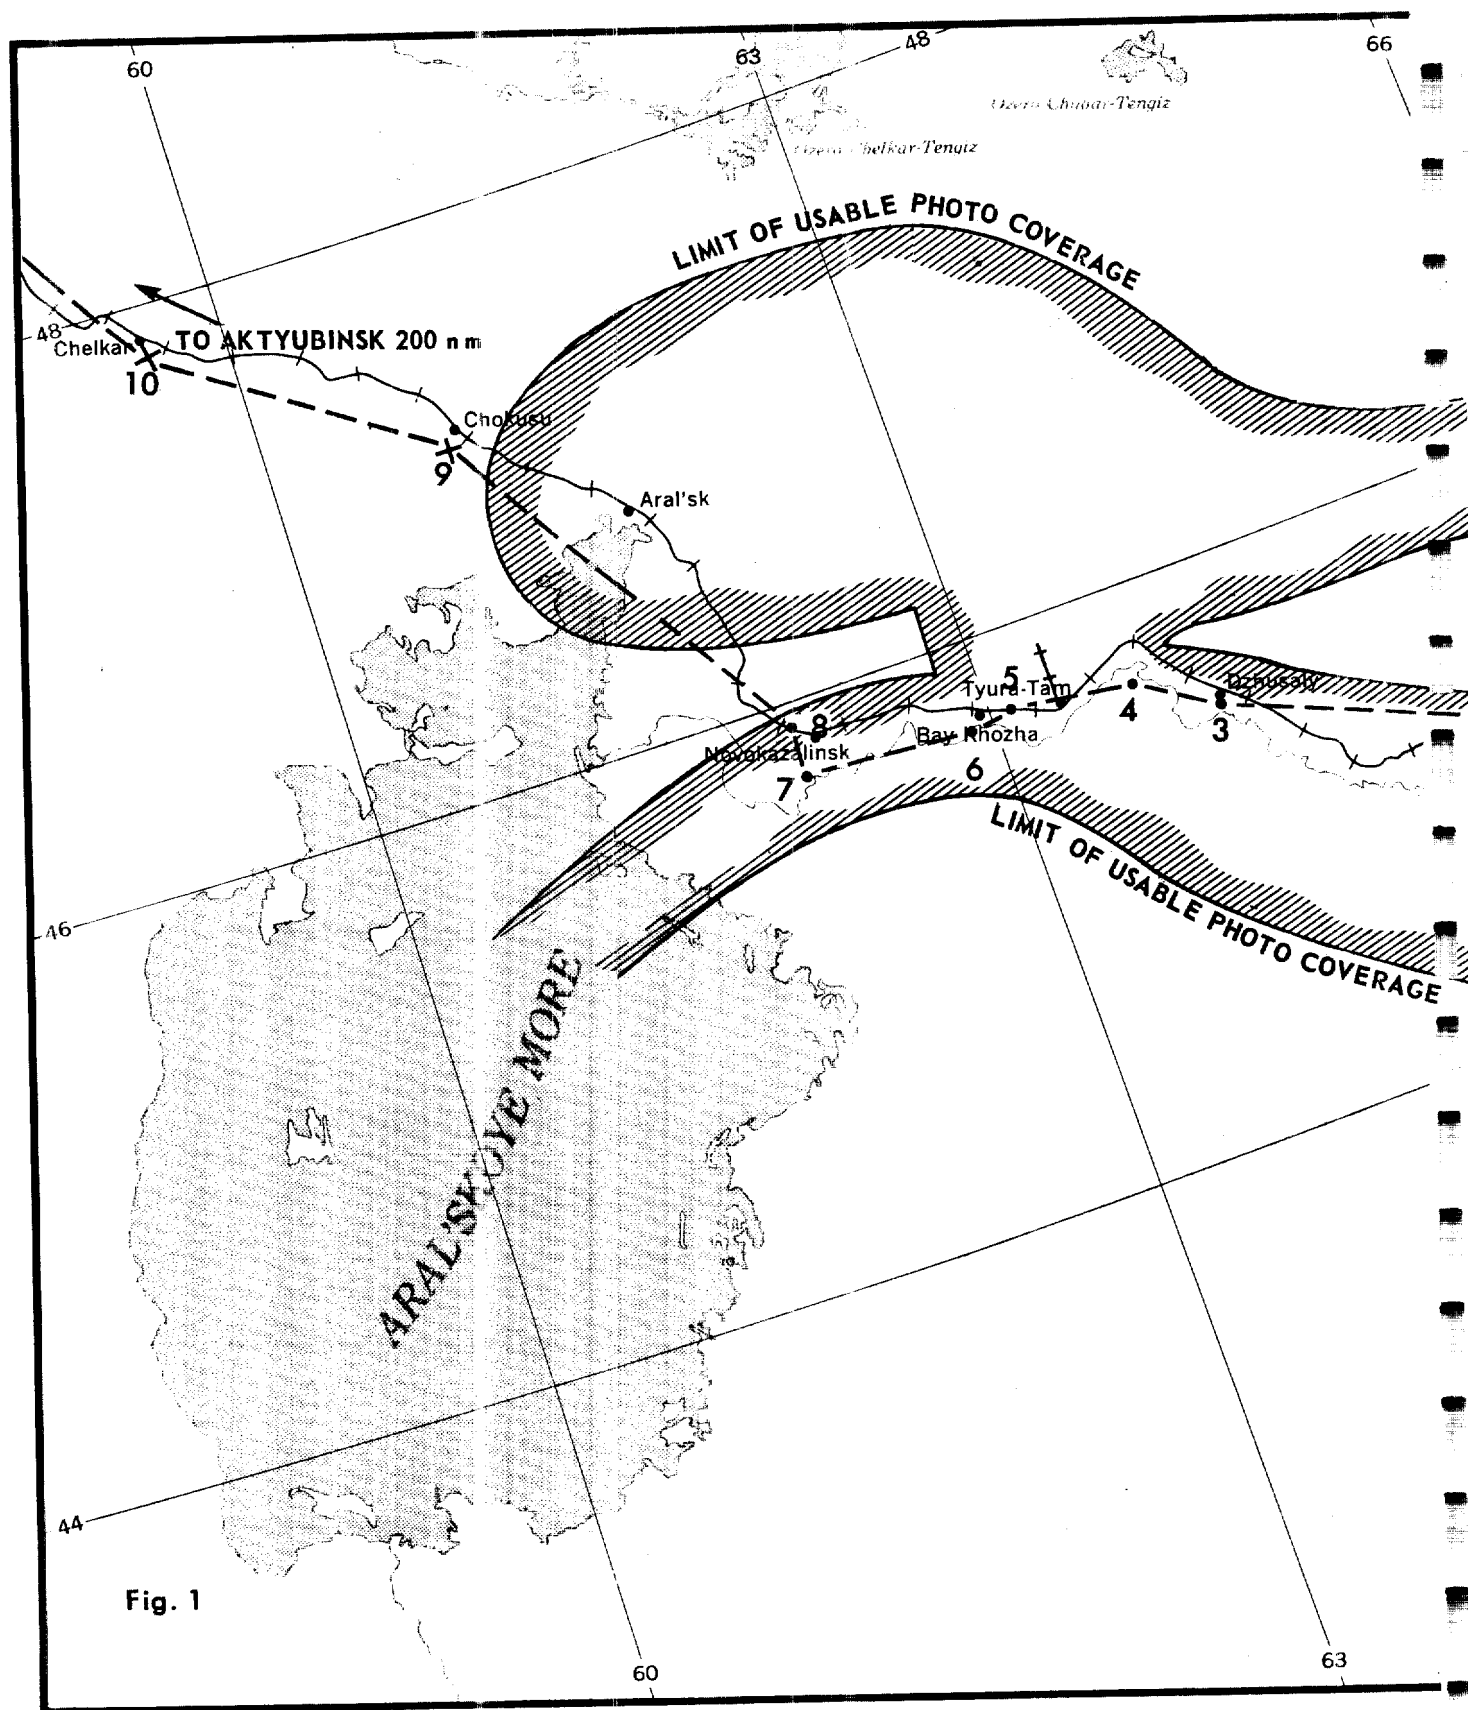 60
63
48
66
Ozero Chubar-Tengiz
Ozero Chelkar-Tengiz
LIMIT OF USABLE PHOTO COVERAGE
48
Chelkar
TO AKTYUBINSK 200 nm
10
Chokusu
9
Aral'sk
5
Tyura-Tam
Dzhusaly
4
3
8
Bay Khozha
Novokazalinsk
7
6
LIMIT OF USABLE PHOTO COVERAGE
46
ARAL'SKOYE MORE
44
Fig. 1
60
63